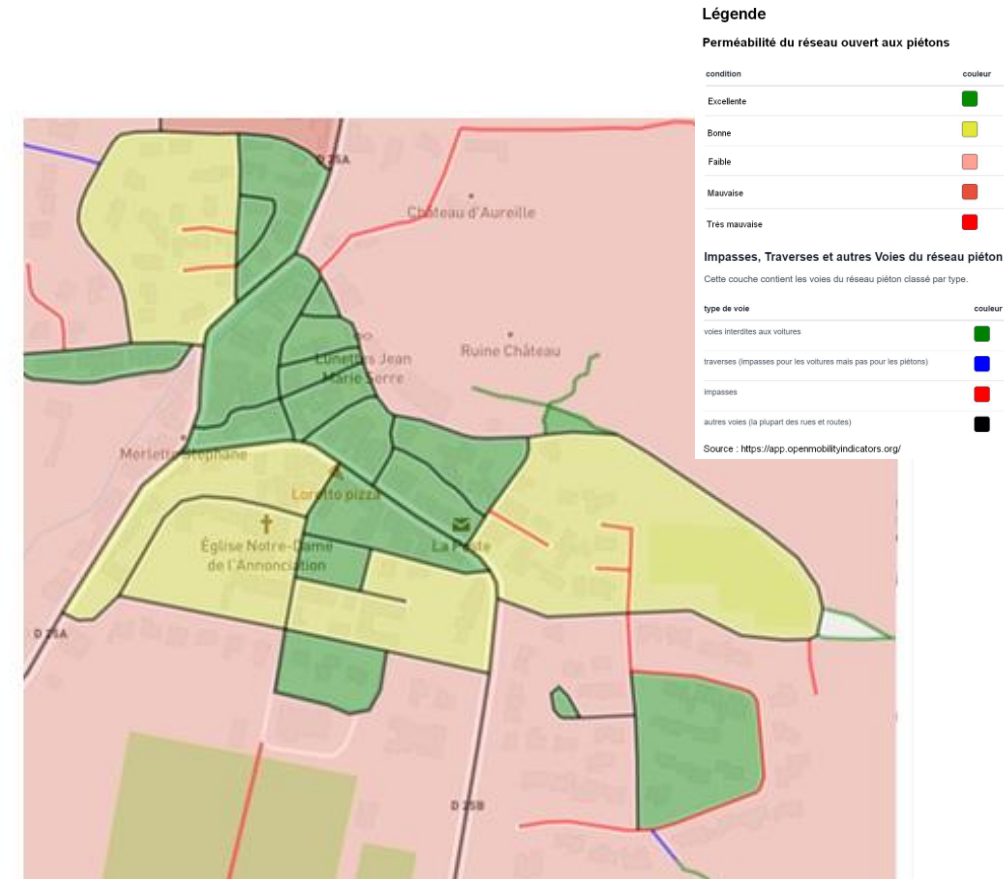 Légende
Perméabilité du réseau ouvert aux piétons
condition couleur
Excellente
Bonne
Faible
Mauvaise
Très mauvaise
Impasses, Traverses et autres Voies du réseau piéton
Cette couche contient les voies du réseau piéton classé par type.
type de voie couleur
voies interdites aux voitures
traverses (impasses pour les voitures mais pas pour les piétons)
impasses
autres voies (la plupart des rues et routes)
Source : https://app.openmobilityindicators.org/
D 25A
Château d'Aureille
Lunettes Jean
Marie Serre
Ruine Château
Merlette Stéphane
Loretto pizza
Église Notre-Dame
de l'Annonciation
La Poste
D 25A
D 25B